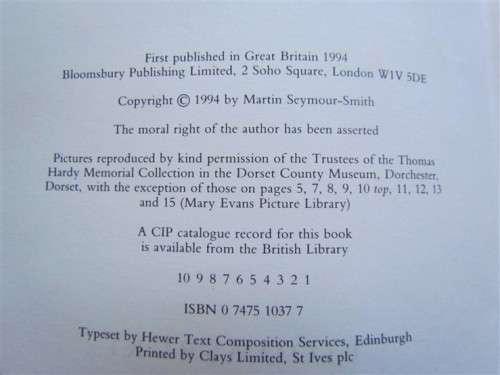 First published in Great Britain 1994
Bloomsbury Publishing Limited, 2 Soho Square, London W1V 5DE
Copyright © 1994 by Martin Seymour-Smith
The moral right of the author has been asserted
Pictures reproduced by kind permission of the Trustees of the Thomas
Hardy Memorial Collection in the Dorset County Museum, Dorchester,
Dorset, with the exception of those on pages 5, 7, 8, 9, 10 top, 11, 12, 13
and 15 (Mary Evans Picture Library)
A CIP catalogue record for this book
is available from the British Library
10 9 8 7 6 5 4 3 2 1
ISBN 0 7475 1037 7
Typeset by Hewer Text Composition Services, Edinburgh
Printed by Clays Limited, St Ives plc